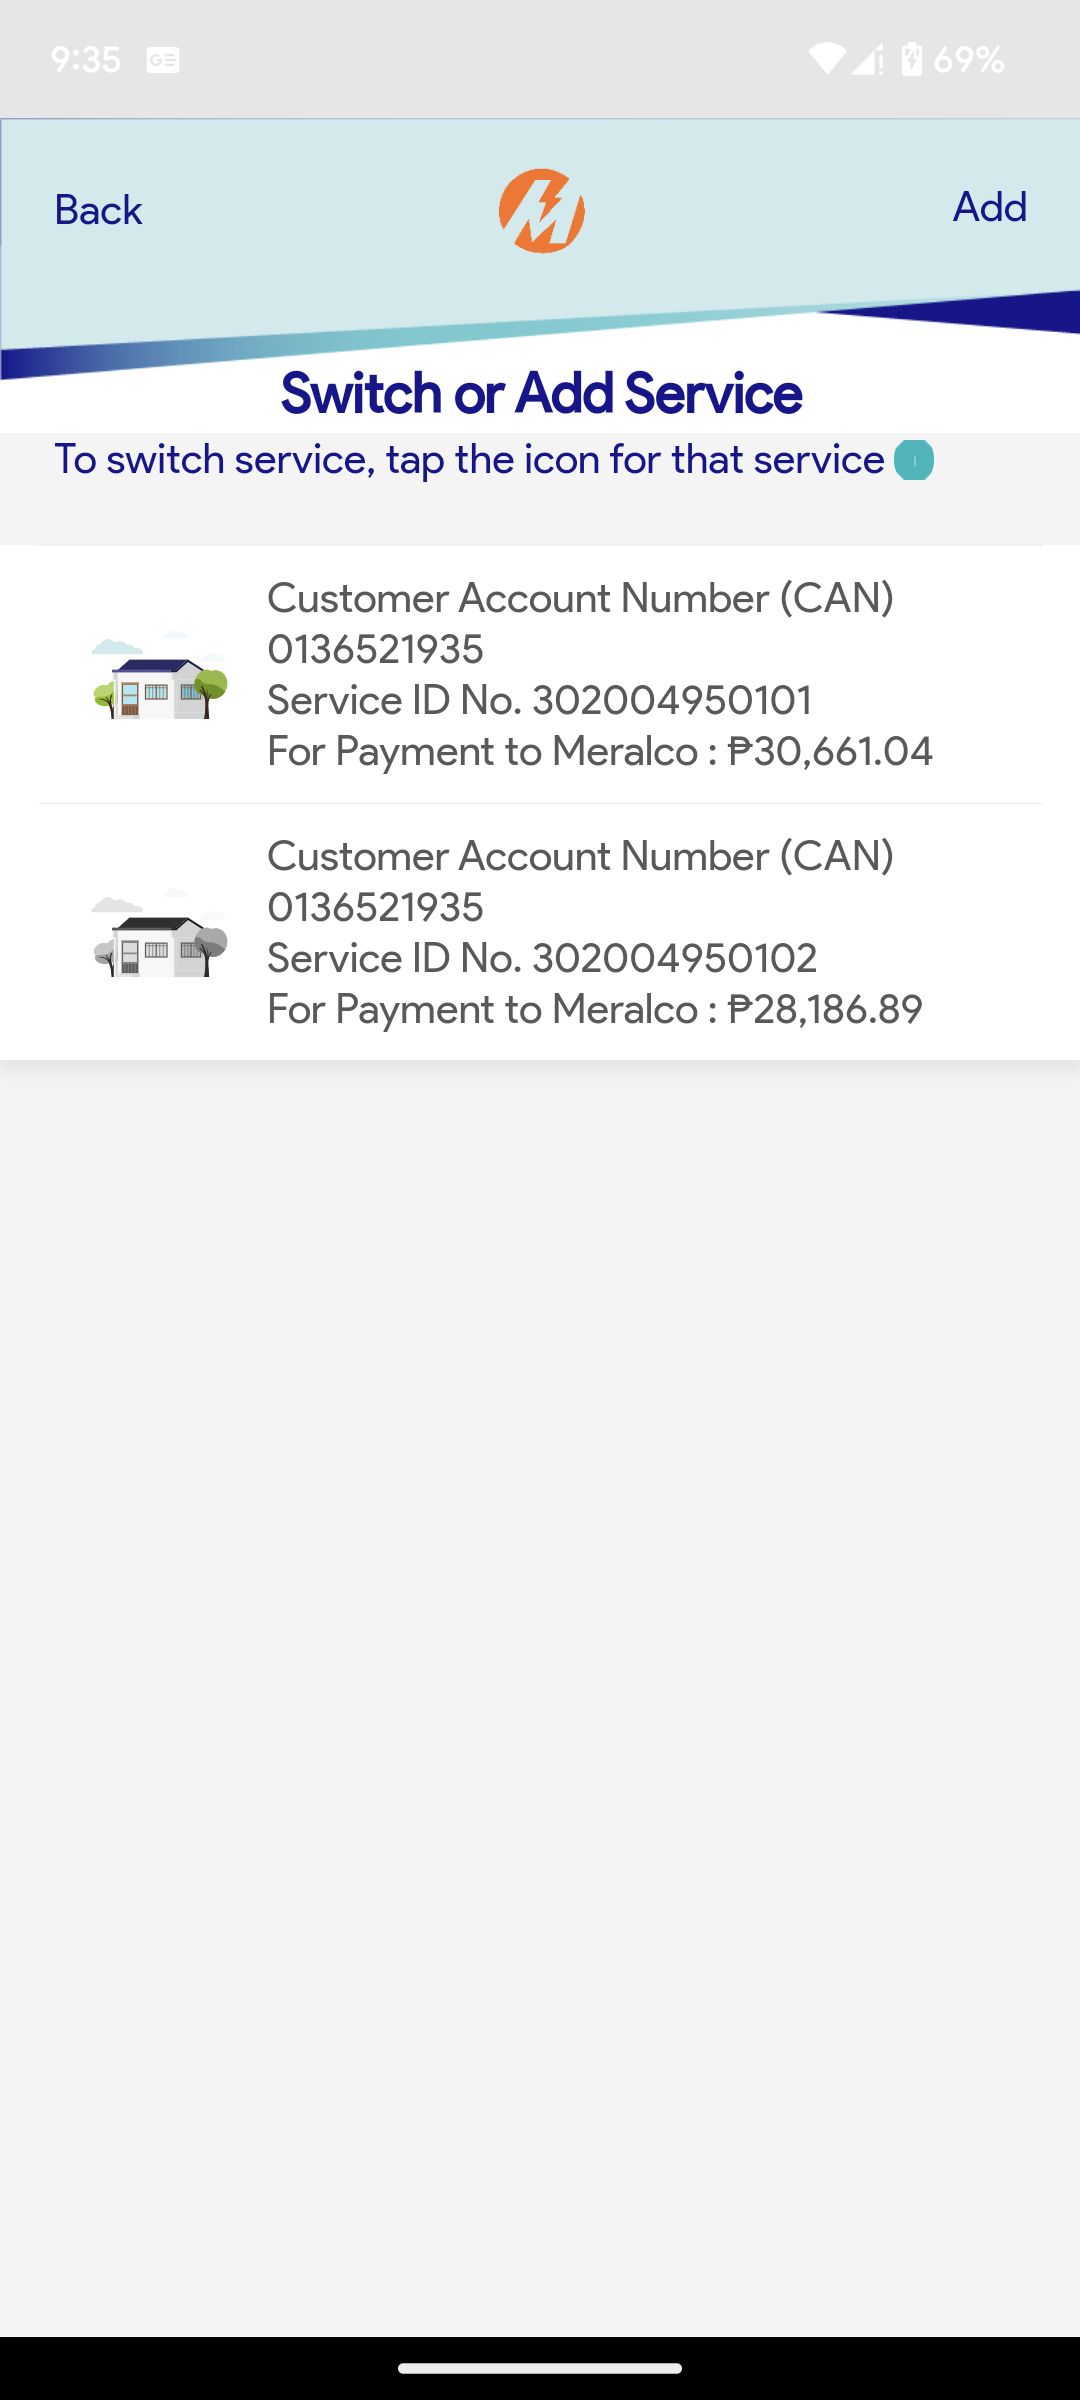 9:35
69%
Back
Add
Switch or Add Service
To switch service, tap the icon for that service
Customer Account Number (CAN)
0136521935
Service ID No. 302004950101
For Payment to Meralco : ₱30,661.04
Customer Account Number (CAN)
0136521935
Service ID No. 302004950102
For Payment to Meralco : ₱28,186.89